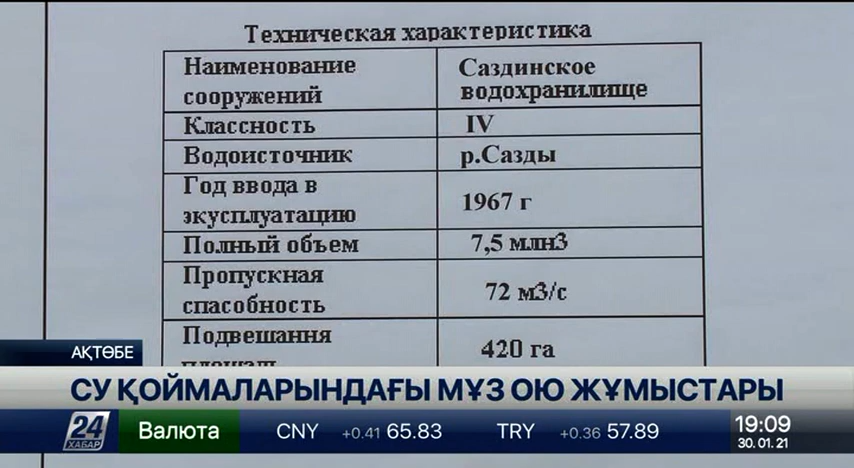 Техническая характеристика
Наименование
сооружений
Саздинское
водохранилище
Классность
IV
Водоисточник
р.Сазды
Год ввода в
экусплуатацию
1967 г
Полный объем
7,5 млн3
Пропускная
спасобность
72 м3/с
Подвешання
420 га
АҚТӨБЕ
СУ ҚОЙМАЛАРЫНДАҒЫ МҰЗ ОЮ ЖҰМЫСТАРЫ
24
ХАБАР
Валюта
CNY +0.41 65.83
TRY +0.36 57.89
19:09
30.01.21